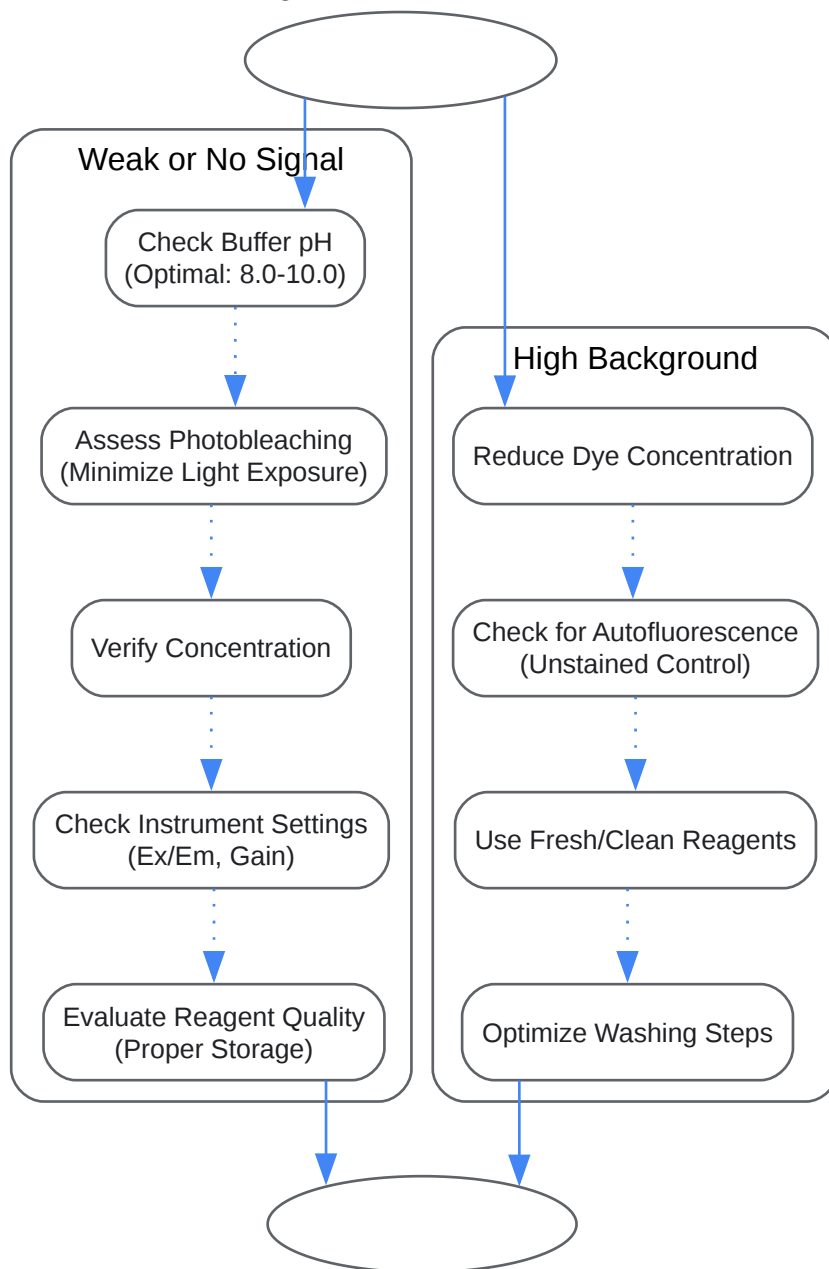 Weak or No Signal
Check Buffer pH
(Optimal: 8.0-10.0)
Assess Photobleaching
(Minimize Light Exposure)
Verify Concentration
Check Instrument Settings
(Ex/Em, Gain)
Evaluate Reagent Quality
(Proper Storage)
High Background
Reduce Dye Concentration
Check for Autofluorescence
(Unstained Control)
Use Fresh/Clean Reagents
Optimize Washing Steps